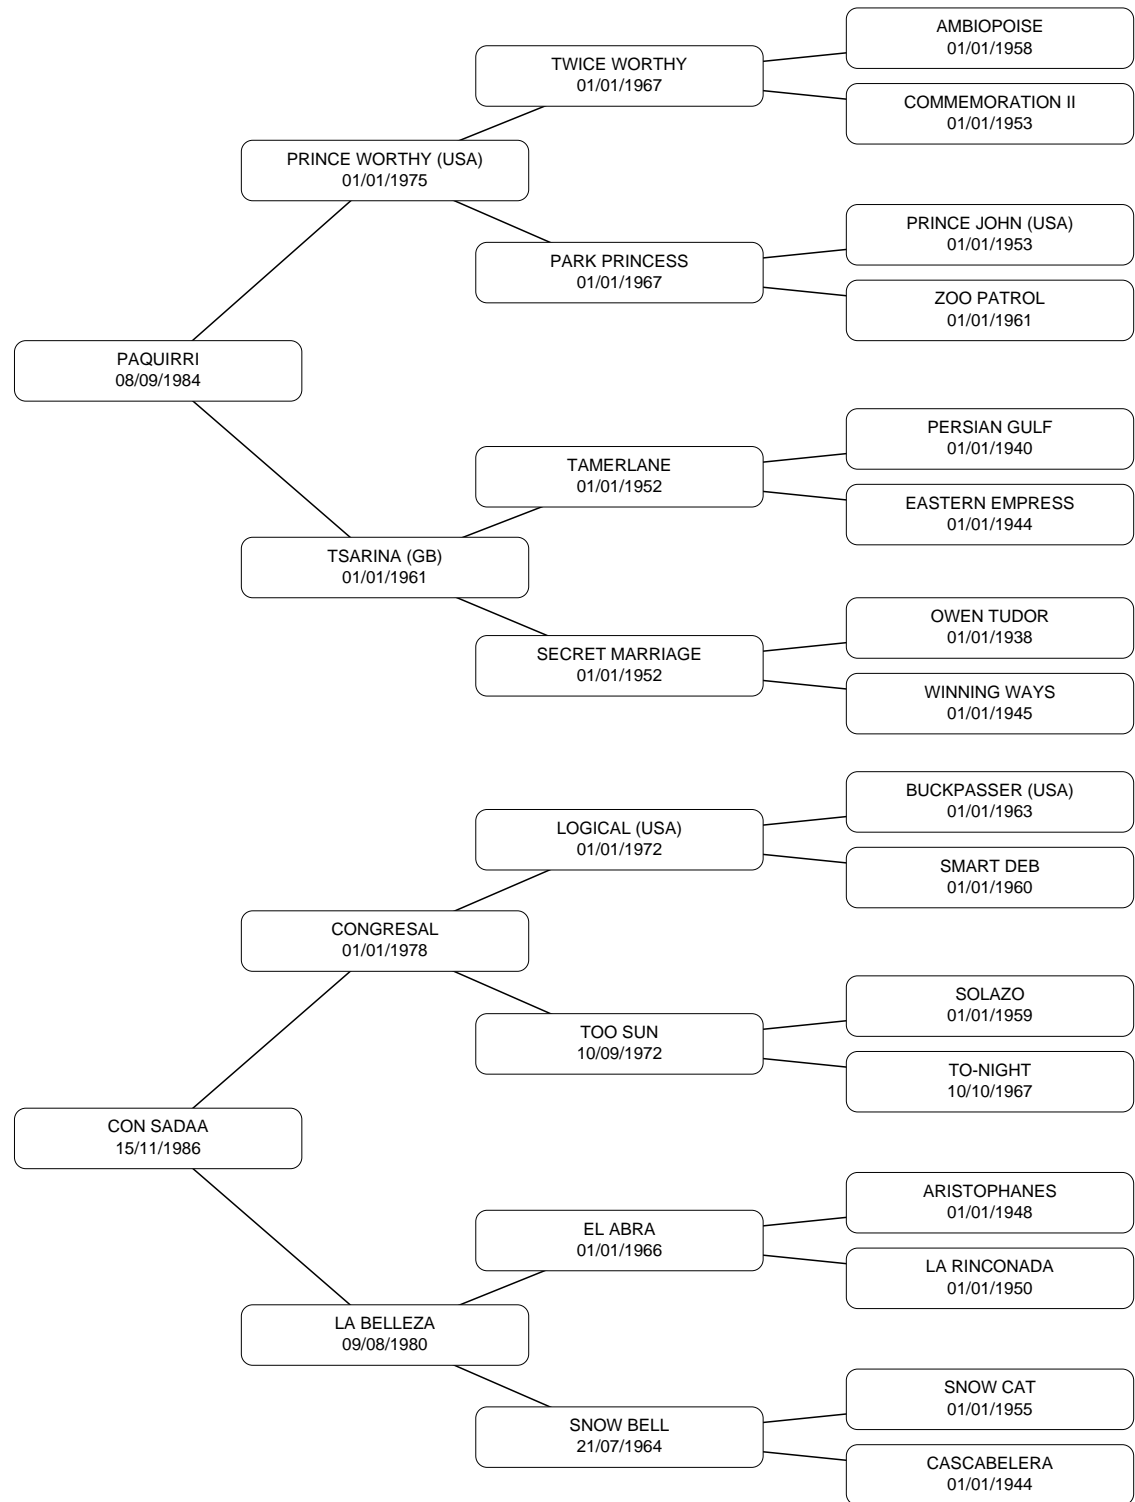 AMBIOPOISE
01/01/1958
TWICE WORTHY
01/01/1967
COMMEMORATION II
01/01/1953
PRINCE WORTHY (USA)
01/01/1975
PRINCE JOHN (USA)
01/01/1953
PARK PRINCESS
01/01/1967
ZOO PATROL
01/01/1961
PAQUIRRI
08/09/1984
PERSIAN GULF
01/01/1940
TAMERLANE
01/01/1952
EASTERN EMPRESS
01/01/1944
TSARINA (GB)
01/01/1961
OWEN TUDOR
01/01/1938
SECRET MARRIAGE
01/01/1952
WINNING WAYS
01/01/1945
BUCKPASSER (USA)
01/01/1963
LOGICAL (USA)
01/01/1972
SMART DEB
01/01/1960
CONGRESAL
01/01/1978
SOLAZO
01/01/1959
TOO SUN
10/09/1972
TO-NIGHT
10/10/1967
CON SADAA
15/11/1986
ARISTOPHANES
01/01/1948
EL ABRA
01/01/1966
LA RINCONADA
01/01/1950
LA BELLEZA
09/08/1980
SNOW CAT
01/01/1955
SNOW BELL
21/07/1964
CASCABELERA
01/01/1944